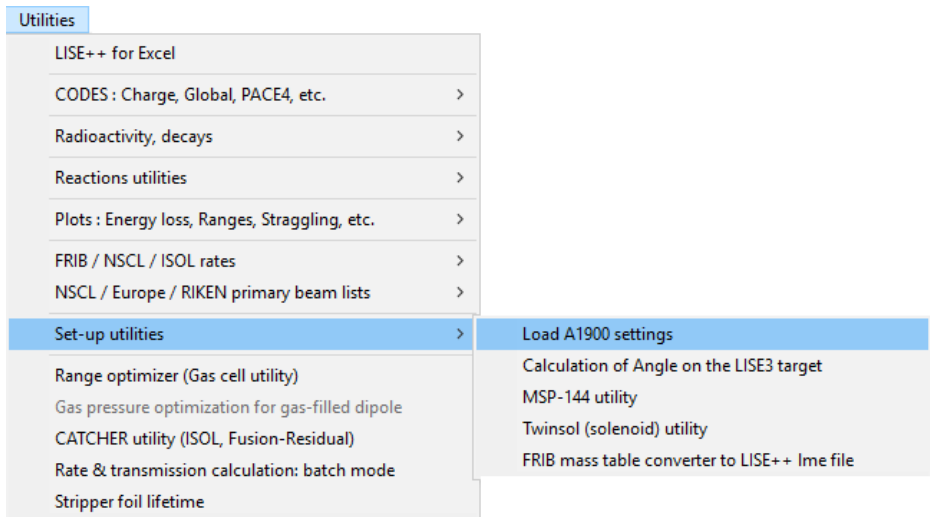 Utilities
LISE++ for Excel
CODES : Charge, Global, PACE4, etc.
Radioactivity, decays
Reactions utilities
Plots : Energy loss, Ranges, Straggling, etc.
FRIB / NSCL / ISOL rates
NSCL / Europe / RIKEN primary beam lists
Set-up utilities
Load A1900 settings
Calculation of Angle on the LISE3 target
MSP-144 utility
Twinsol (solenoid) utility
FRIB mass table converter to LISE++ lme file
Range optimizer (Gas cell utility)
Gas pressure optimization for gas-filled dipole
CATCHER utility (ISOL, Fusion-Residual)
Rate & transmission calculation: batch mode
Stripper foil lifetime